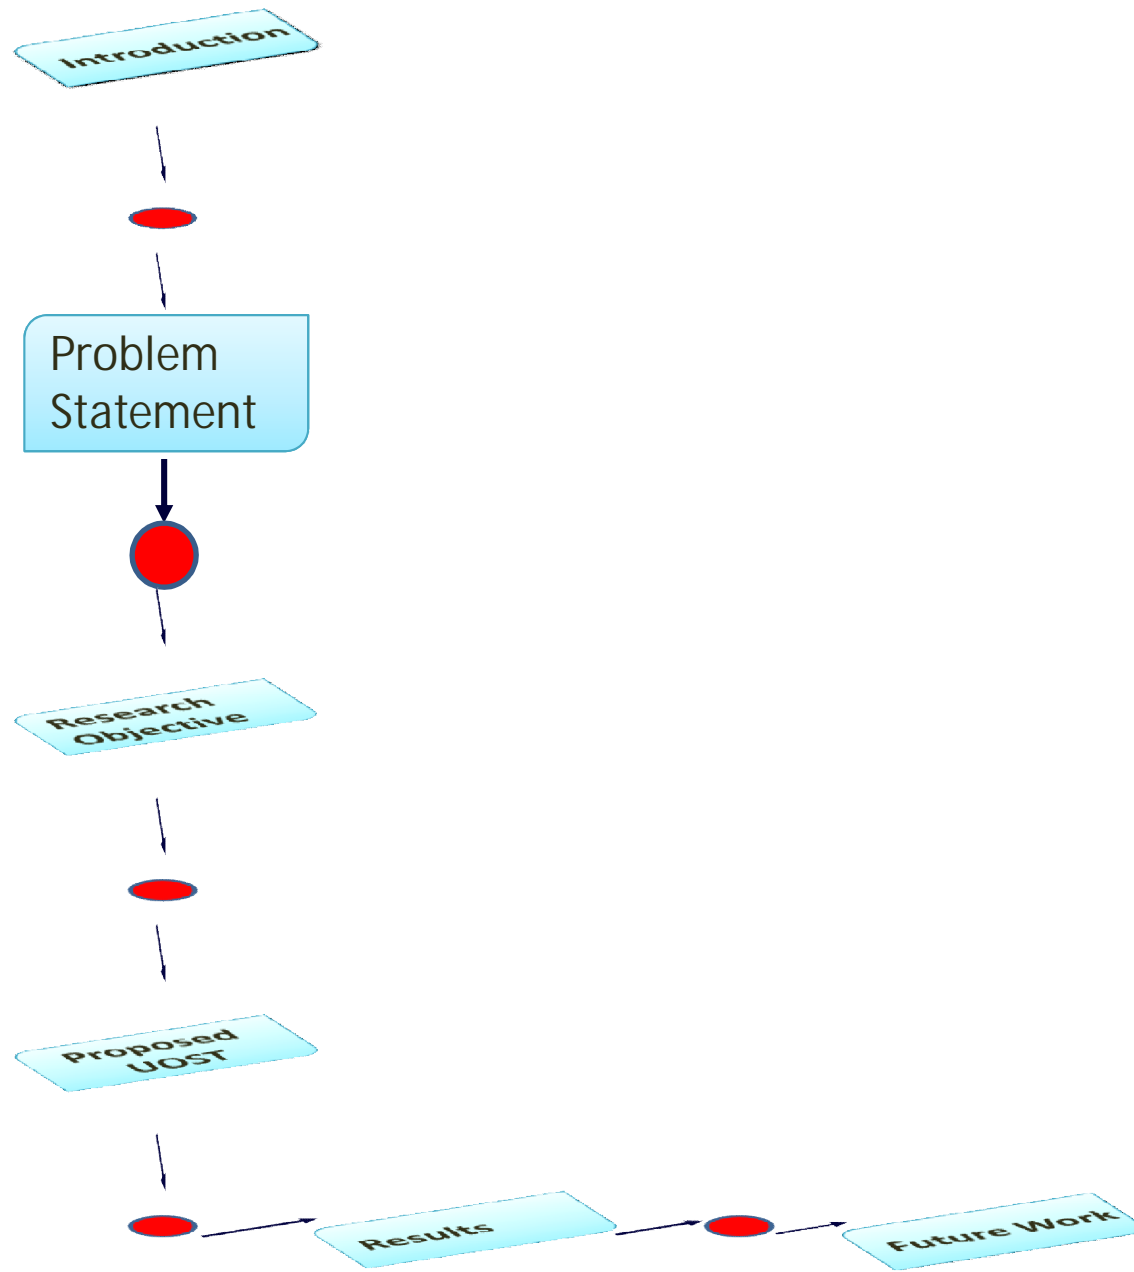 Introduction
Problem
Statement
Research
Objective
Proposed
UOST
Results
Future Work